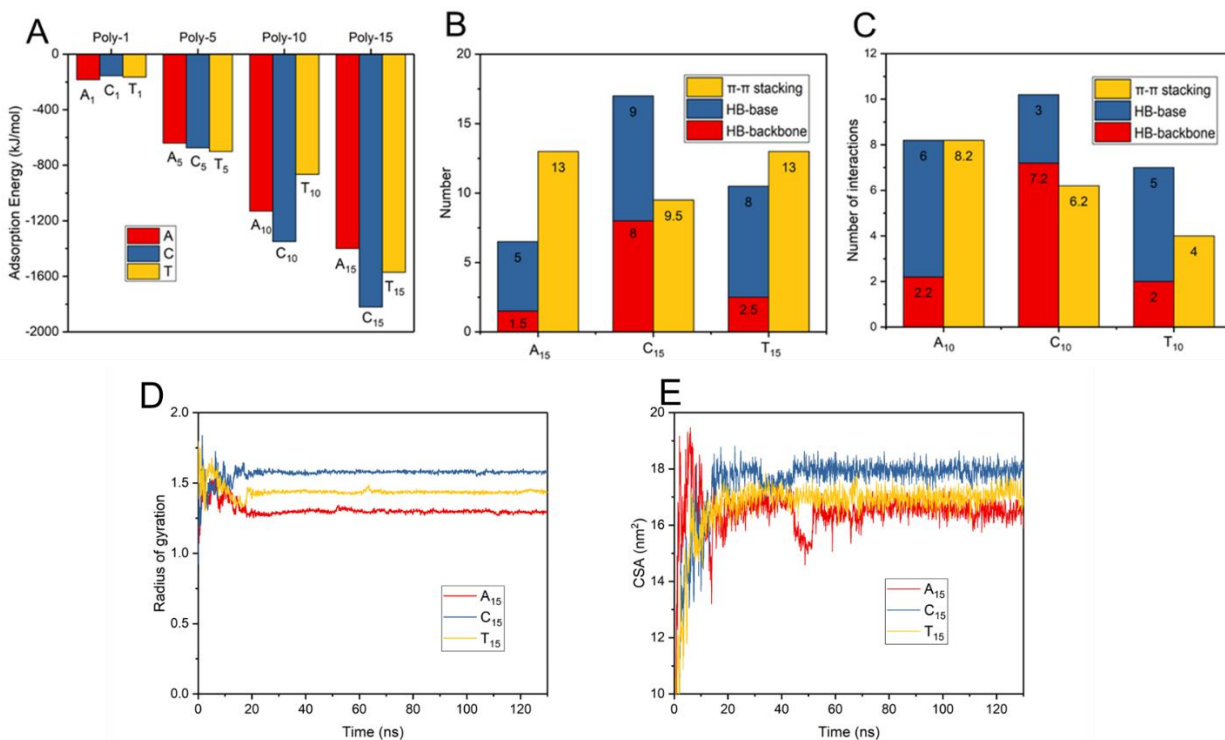 A
Poly-1 Poly-5 Poly-10 Poly-15
0
-400
-800
-1200
-1600
-2000
Adsorption Energy (kJ/mol)
A₁ C₁ T₁
A₅ C₅ T₅
A₁₀ C₁₀ T₁₀
A₁₅ C₁₅ T₁₅
A
C
T
B
20
15
10
5
0
Number
π-π stacking
HB-base
HB-backbone
5
1.5
13
9
8
9.5
8
2.5
13
A₁₅ C₁₅ T₁₅
C
12
10
8
6
4
2
0
Number of interactions
π-π stacking
HB-base
HB-backbone
6
2.2
8.2
3
7.2
6.2
5
2
4
A₁₀ C₁₀ T₁₀
D
2.0
1.5
1.0
0.5
0.0
Radius of gyration
A₁₅
C₁₅
T₁₅
0 20 40 60 80 100 120
Time (ns)
E
20
18
16
14
12
10
CSA (nm²)
A₁₅
C₁₅
T₁₅
0 20 40 60 80 100 120
Time (ns)